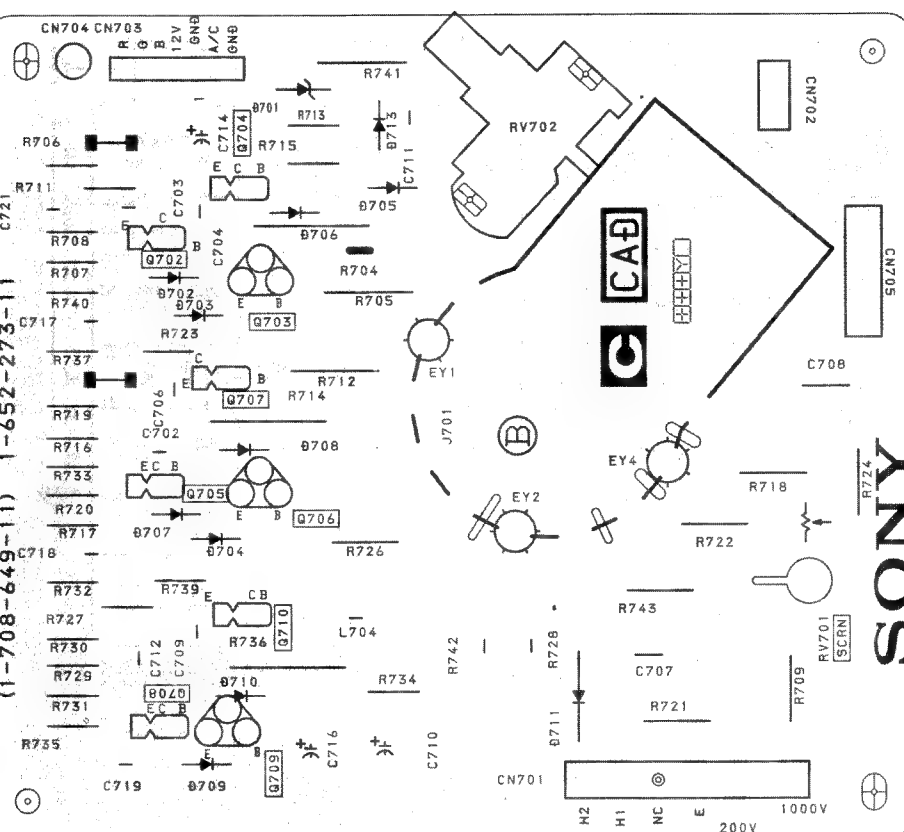 CN704 CN703
R
G
B
12V
GND
A/C
GND
R741
D701
R713
D713
C714
Q704
R715
C711
RV702
CN702
R706
R711
C721
C703
E C B
D705
D706
C
E
B
R708
Q702
C704
R704
CAD
C
CN705
R707
D702
R740
D703
E B
R705
C717
R723
Q703
R737
C
E
B
EY1
R712
R714
C708
Q707
C706
R719
J701
C702
B
R716
D708
EY4
SONY
R724
R733
E C B
Q705
R718
R720
E B
Q706
EY2
R717
D707
C718
D704
R726
R722
R732
R739
E
C B
R743
R727
Q710
R736
L704
R730
C712
C709
R742
R728
RV701
SCRN
C707
R729
D710
R734
R709
R731
Q708
E C B
R721
R735
E
B
D711
C716
C710
Q709
C719
D709
CN701
H2
H1
NC
E
200V
1000V
(1-708-649-11) 1-652-273-11